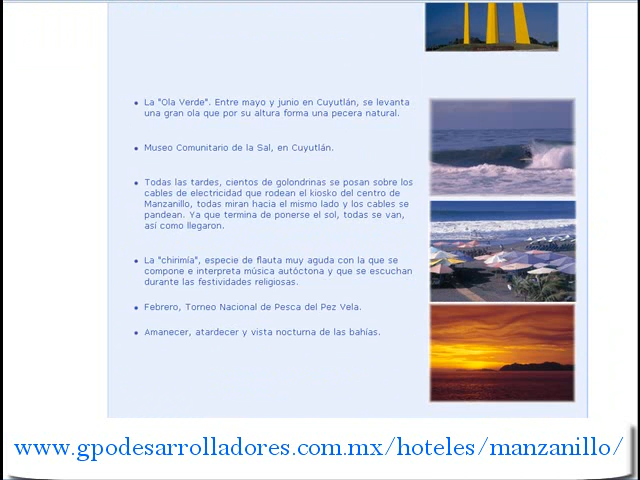 La "Ola Verde". Entre mayo y junio en Cuyutlán, se levanta
una gran ola que por su altura forma una pecera natural.
Museo Comunitario de la Sal, en Cuyutlán.
Todas las tardes, cientos de golondrinas se posan sobre los
cables de electricidad que rodean el kiosko del centro de
Manzanillo, todas miran hacia el mismo lado y los cables se
pandean. Ya que termina de ponerse el sol, todas se van,
así como llegaron.
La "chirimía", especie de flauta muy aguda con la que se
compone e interpreta música autóctona y que se escuchan
durante las festividades religiosas.
Febrero, Torneo Nacional de Pesca del Pez Vela.
Amanecer, atardecer y vista nocturna de las bahías.
www.gpodesarrolladores.com.mx/hoteles/manzanillo/